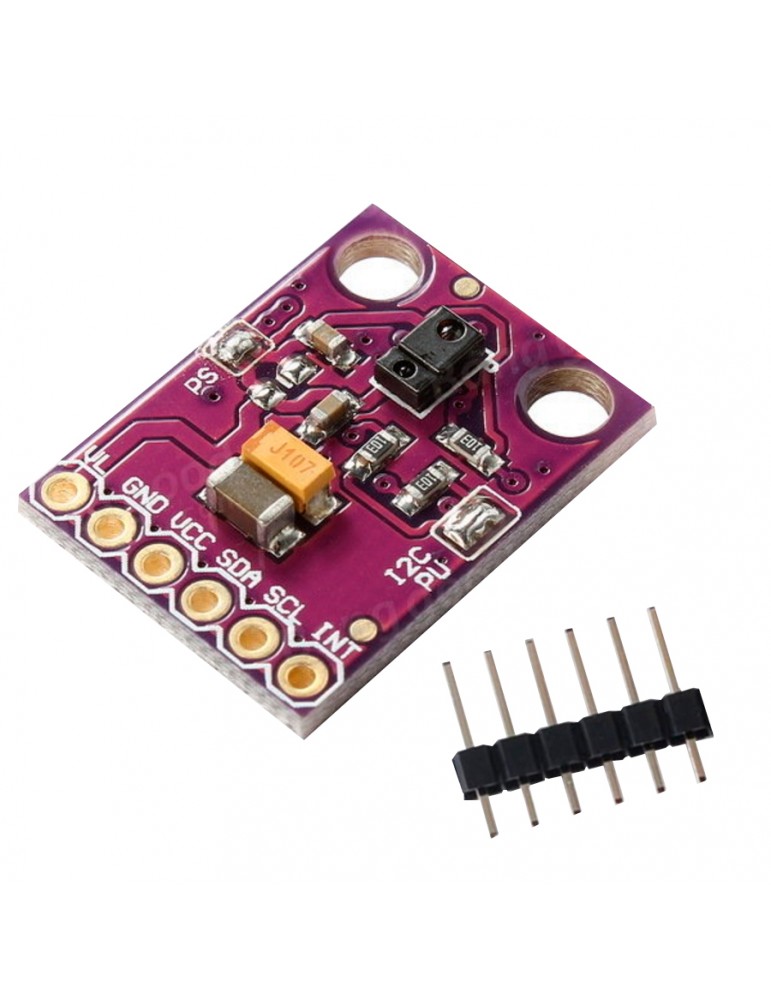 PS
J107
E01
E01
E01
VL
GND
VCC
SDA
SCL
INT
I2C
PU